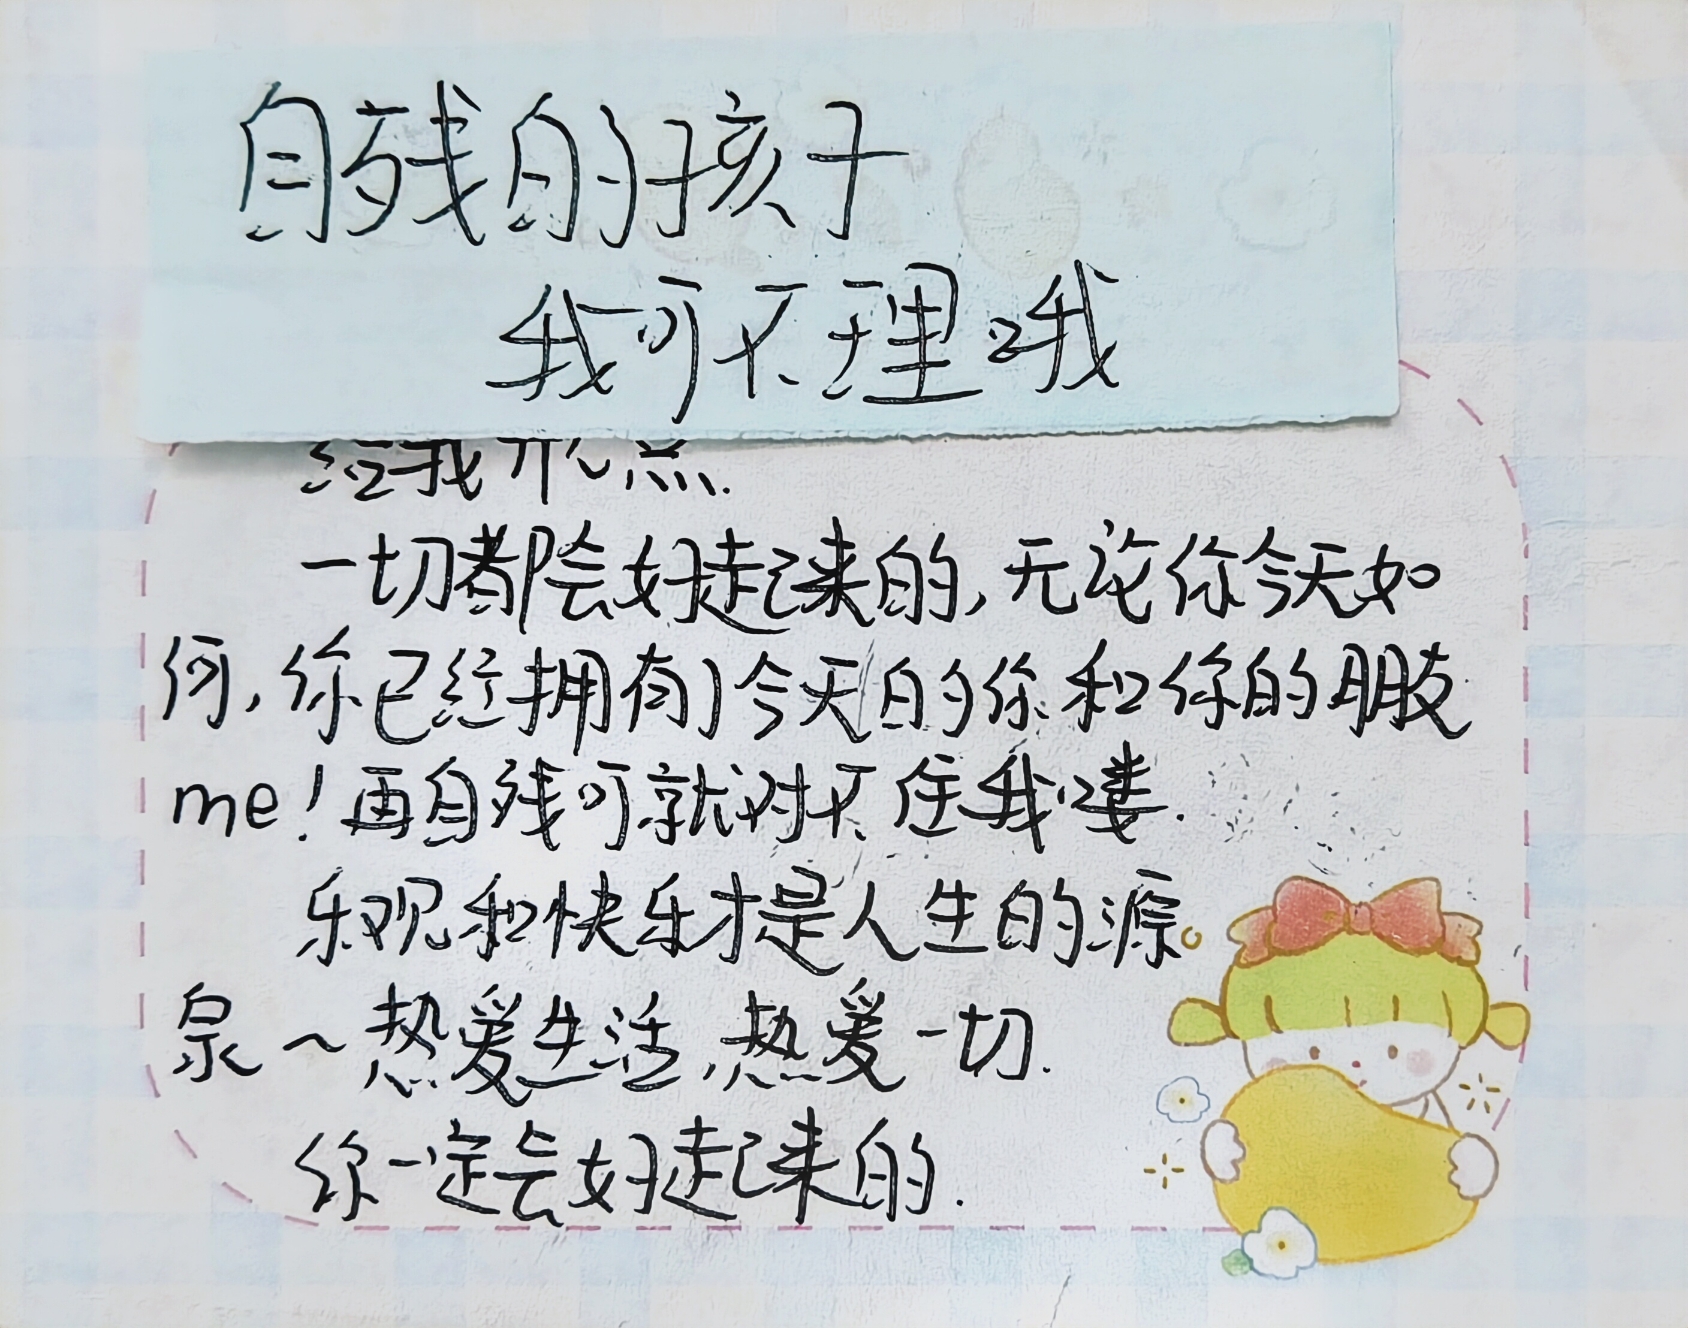 自残的孩子
我可不理哦
给我开心点.
一切都会好起来的,无论你今天如
何,你已经拥有了今天的你和你的朋友
me!再自残可就对不住我喽.
乐观和快乐才是人生的源
泉~热爱生活,热爱一切.
你一定会好起来的.